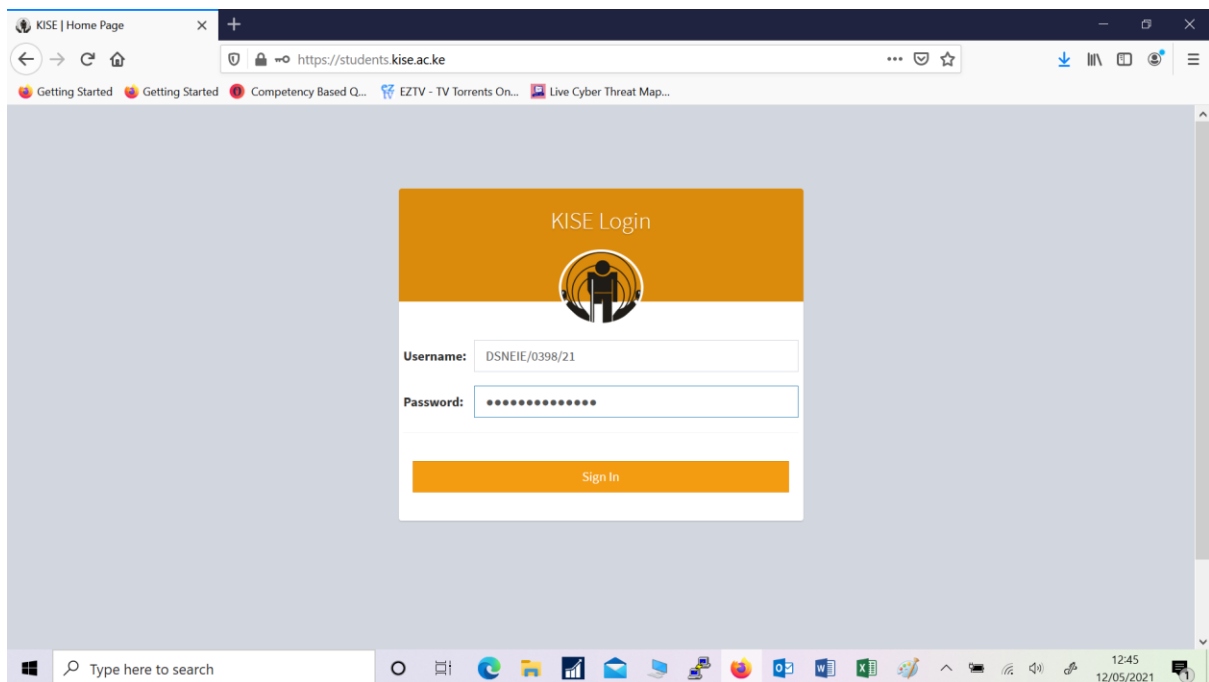 KISE | Home Page
https://students.kise.ac.ke
Getting Started Getting Started Competency Based Q... EZTV - TV Torrents On... Live Cyber Threat Map...
KISE Login
Username: DSNEIE/0398/21
Password: ••••••••••••••
Sign In
Type here to search
12:45
12/05/2021
1